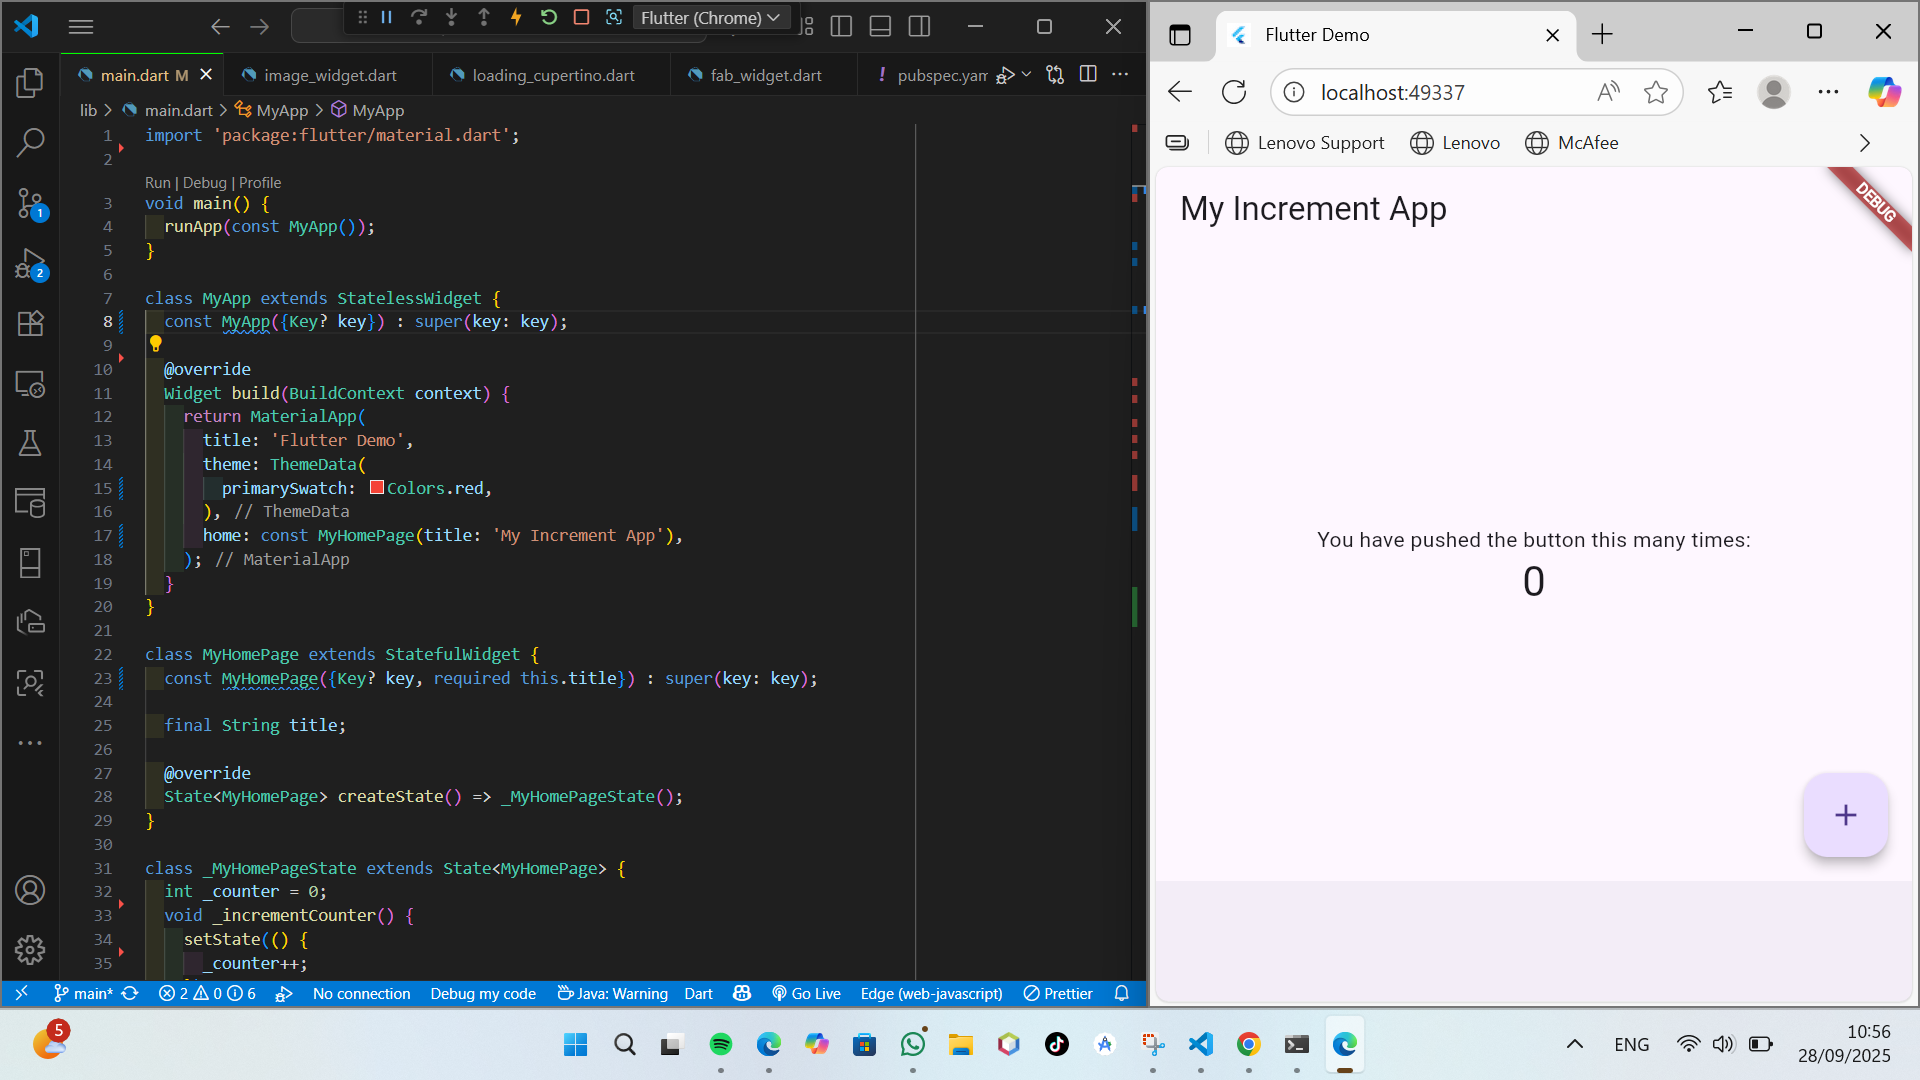 Flutter (Chrome)
main.dart M
image_widget.dart
loading_cupertino.dart
fab_widget.dart
! pubspec.yam
lib > main.dart > MyApp > MyApp
1 import 'package:flutter/material.dart';
2
Run | Debug | Profile
3 void main() {
4 runApp(const MyApp());
5 }
6
7 class MyApp extends StatelessWidget {
8 const MyApp({Key? key}) : super(key: key);
9
10 @override
11 Widget build(BuildContext context) {
12 return MaterialApp(
13 title: 'Flutter Demo',
14 theme: ThemeData(
15 primarySwatch: Colors.red,
16 ), // ThemeData
17 home: const MyHomePage(title: 'My Increment App'),
18 ); // MaterialApp
19 }
20 }
21
22 class MyHomePage extends StatefulWidget {
23 const MyHomePage({Key? key, required this.title}) : super(key: key);
24
25 final String title;
26
27 @override
28 State<MyHomePage> createState() => _MyHomePageState();
29 }
30
31 class _MyHomePageState extends State<MyHomePage> {
32 int _counter = 0;
33 void _incrementCounter() {
34 setState(() {
35 _counter++;
1
2
main* 2 0 6 No connection Debug my code Java: Warning Dart Go Live Edge (web-javascript) Prettier
Flutter Demo
localhost:49337
Lenovo Support Lenovo McAfee
My Increment App
DEBUG
You have pushed the button this many times:
0
+
5
ENG
10:56
28/09/2025